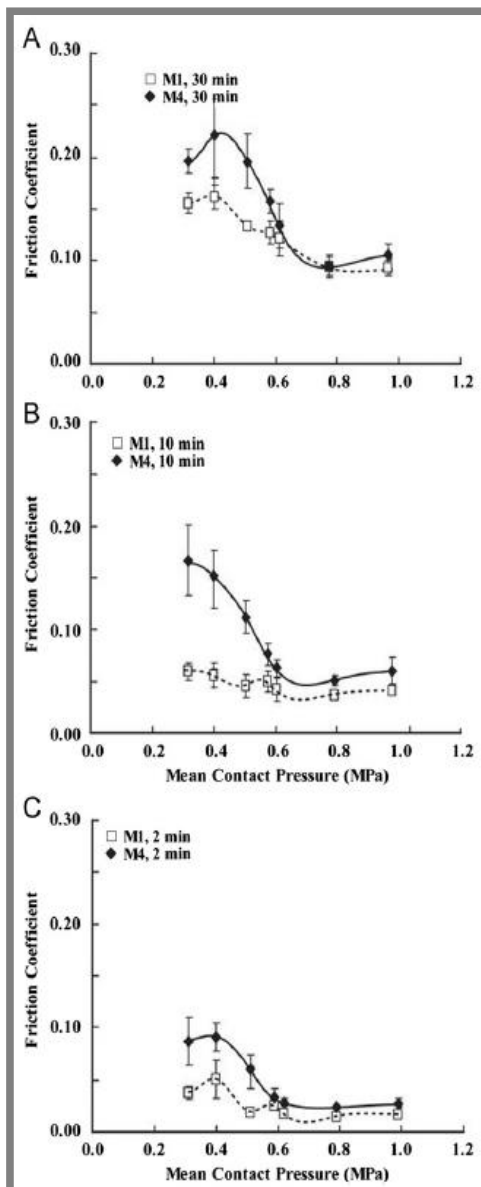 A
0.30
M1, 30 min
M4, 30 min
0.20
Friction Coefficient
0.10
0.00
0.0 0.2 0.4 0.6 0.8 1.0 1.2
B
0.30
M1, 10 min
M4, 10 min
0.20
Friction Coefficient
0.10
0.00
0.0 0.2 0.4 0.6 0.8 1.0 1.2
Mean Contact Pressure (MPa)
C
0.30
M1, 2 min
M4, 2 min
0.20
Friction Coefficient
0.10
0.00
0.0 0.2 0.4 0.6 0.8 1.0 1.2
Mean Contact Pressure (MPa)